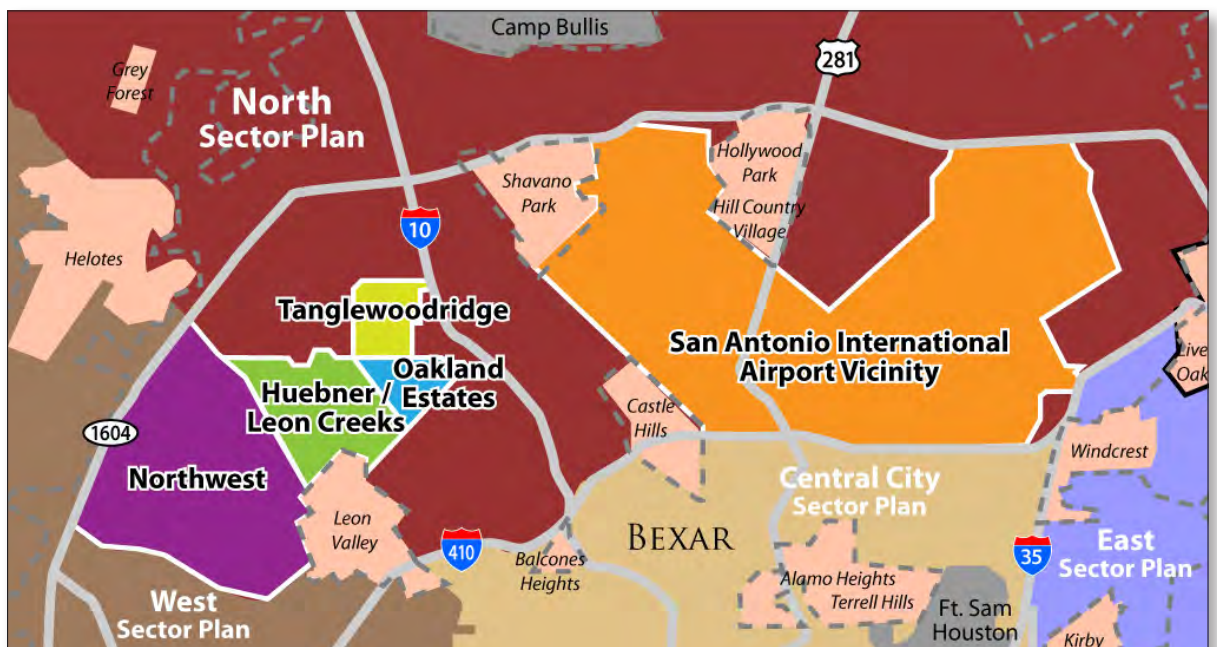 Camp Bullis
281
Grey
Forest
North
Sector Plan
Hollywood
Park
Shavano
Park
Hill Country
Village
10
Helotes
Tanglewoodridge
San Antonio International
Airport Vicinity
Oakland
Estates
Huebner /
Leon Creeks
Live
Oak
Castle
Hills
1604
Windcrest
Northwest
Central City
Sector Plan
Leon
Valley
BEXAR
410
35
East
Sector Plan
Balcones
Heights
Alamo Heights
Terrell Hills
West
Sector Plan
Ft. Sam
Houston
Kirby